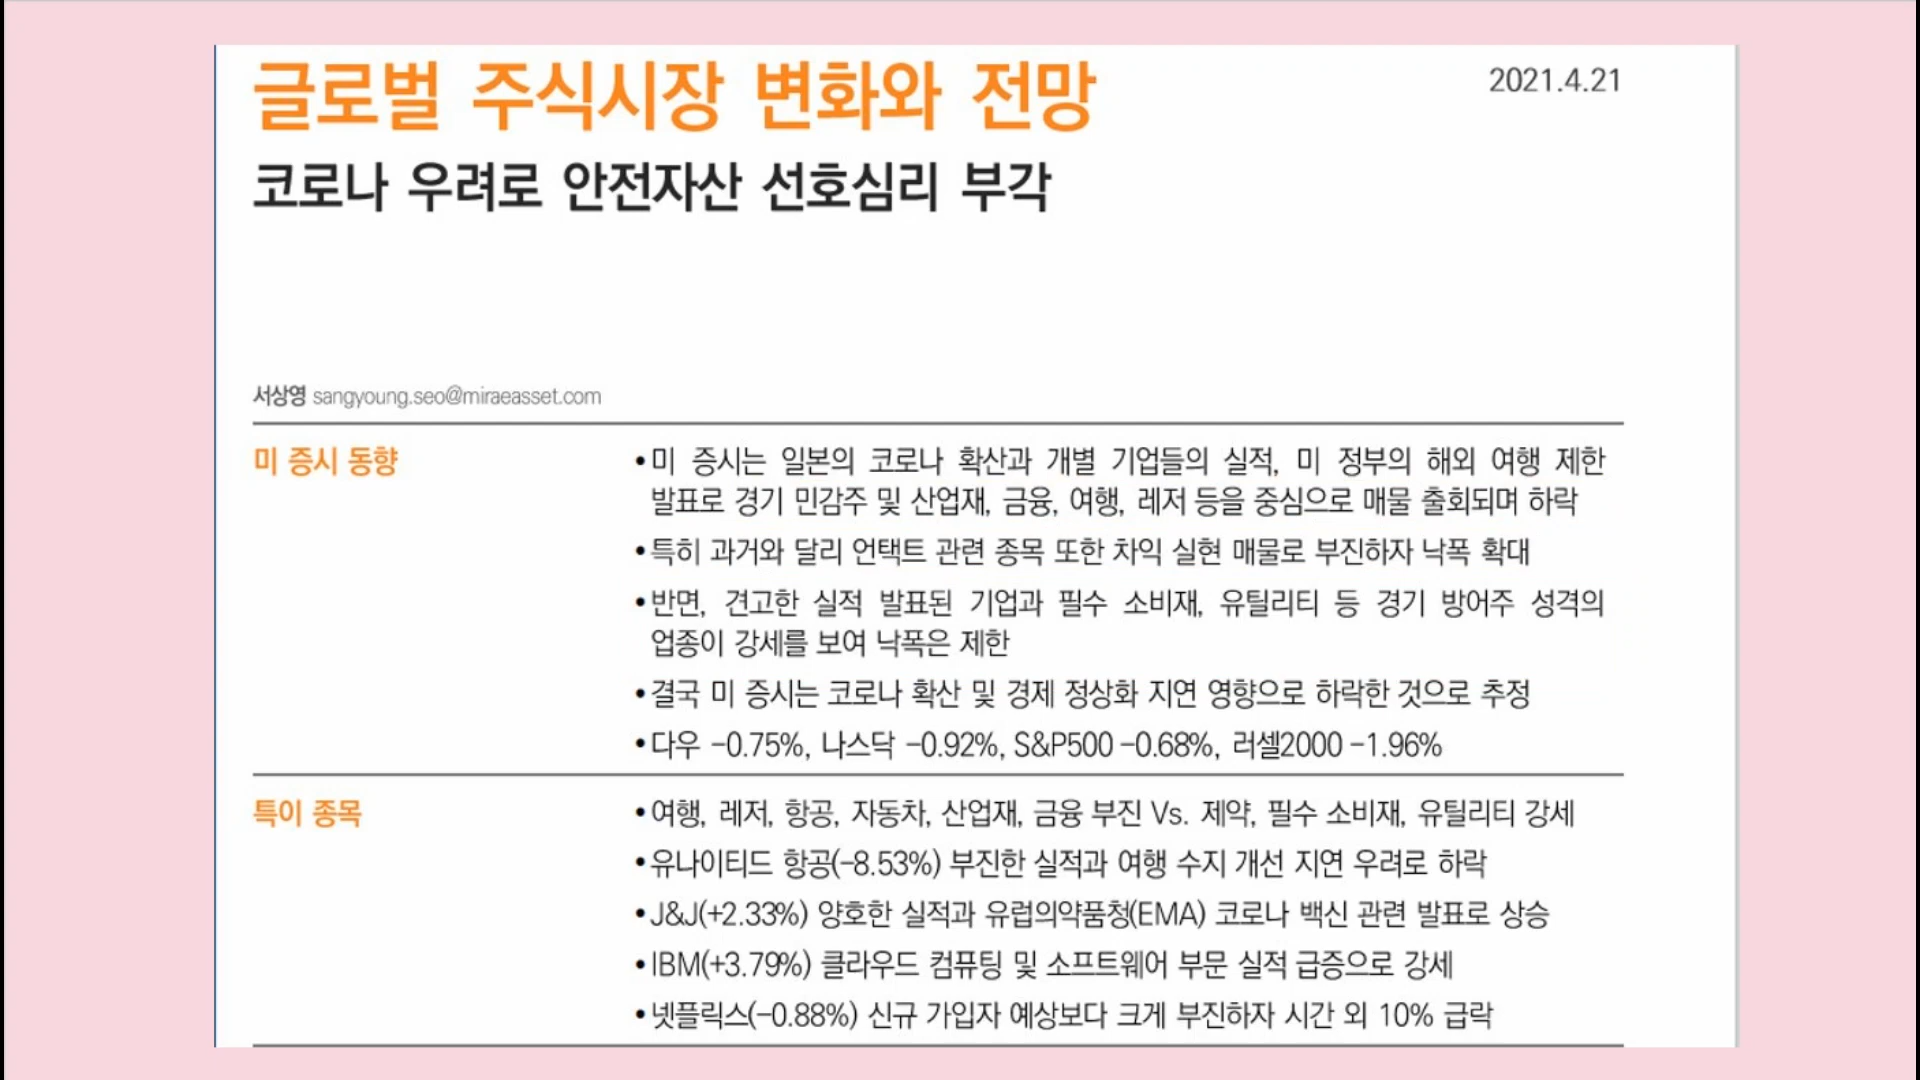 글로벌 주식시장 변화와 전망
2021.4.21
코로나 우려로 안전자산 선호심리 부각
서상영 sangyoung.seo@miraeasset.com
미 증시 동향
•미 증시는 일본의 코로나 확산과 개별 기업들의 실적, 미 정부의 해외 여행 제한
발표로 경기 민감주 및 산업재, 금융, 여행, 레저 등을 중심으로 매물 출회되며 하락
•특히 과거와 달리 언택트 관련 종목 또한 차익 실현 매물로 부진하자 낙폭 확대
•반면, 견고한 실적 발표된 기업과 필수 소비재, 유틸리티 등 경기 방어주 성격의
업종이 강세를 보여 낙폭은 제한
•결국 미 증시는 코로나 확산 및 경제 정상화 지연 영향으로 하락한 것으로 추정
•다우 -0.75%, 나스닥 -0.92%, S&P500 -0.68%, 러셀2000 -1.96%
특이 종목
•여행, 레저, 항공, 자동차, 산업재, 금융 부진 Vs. 제약, 필수 소비재, 유틸리티 강세
•유나이티드 항공(-8.53%) 부진한 실적과 여행 수지 개선 지연 우려로 하락
•J&J(+2.33%) 양호한 실적과 유럽의약품청(EMA) 코로나 백신 관련 발표로 상승
•IBM(+3.79%) 클라우드 컴퓨팅 및 소프트웨어 부문 실적 급증으로 강세
•넷플릭스(-0.88%) 신규 가입자 예상보다 크게 부진하자 시간 외 10% 급락